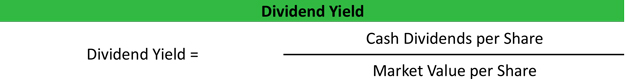 Dividend Yield
Cash Dividends per Share
Dividend Yield =
Market Value per Share